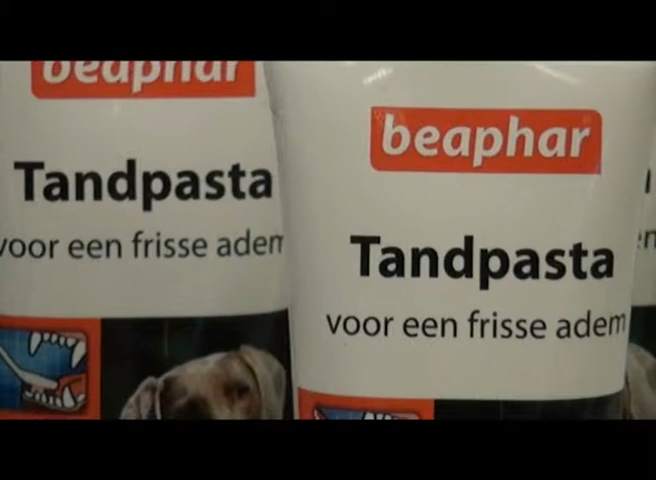 beaphar
Tandpasta
voor een frisse adem
beaphar
Tandpasta
voor een frisse adem